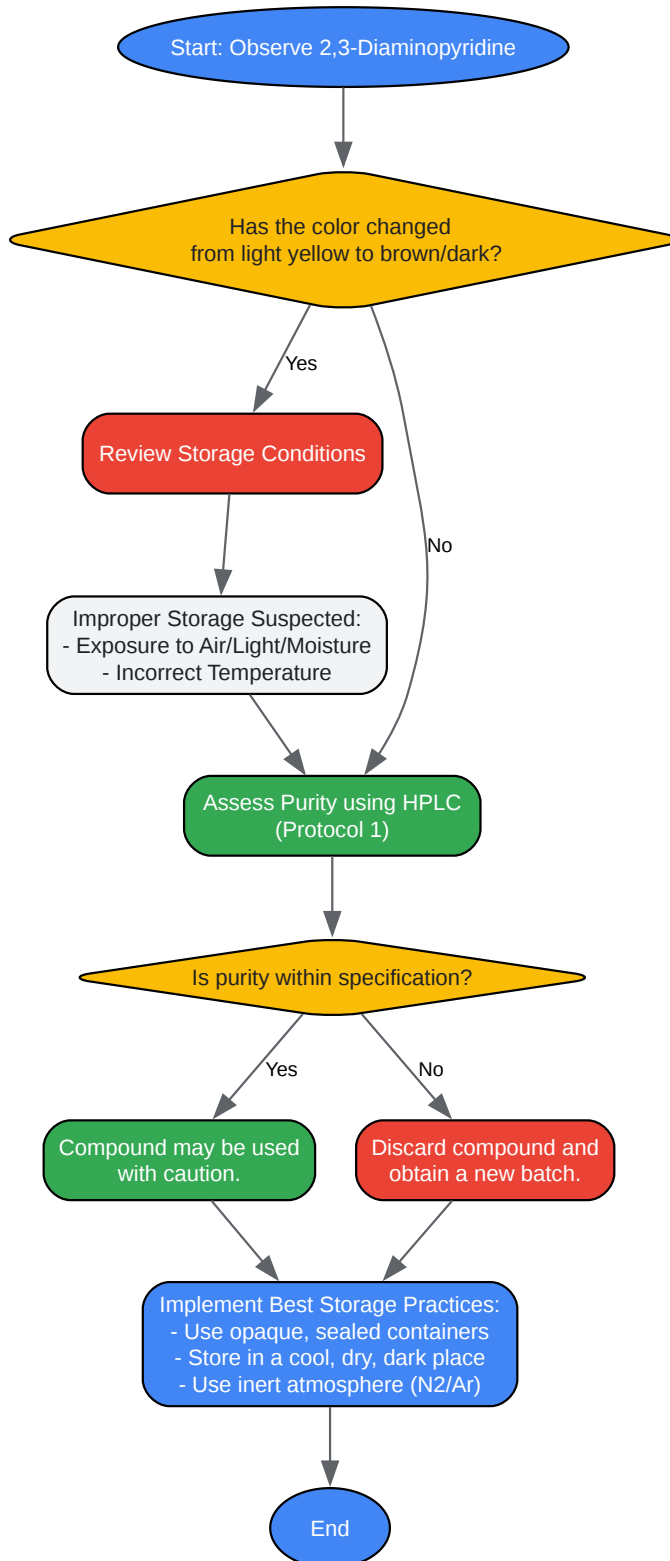 Start: Observe 2,3-Diaminopyridine
Has the color changed
from light yellow to brown/dark?
Yes
Review Storage Conditions
No
Improper Storage Suspected:
- Exposure to Air/Light/Moisture
- Incorrect Temperature
Assess Purity using HPLC
(Protocol 1)
Is purity within specification?
Yes
No
Compound may be used
with caution.
Discard compound and
obtain a new batch.
Implement Best Storage Practices:
- Use opaque, sealed containers
- Store in a cool, dry, dark place
- Use inert atmosphere (N2/Ar)
End